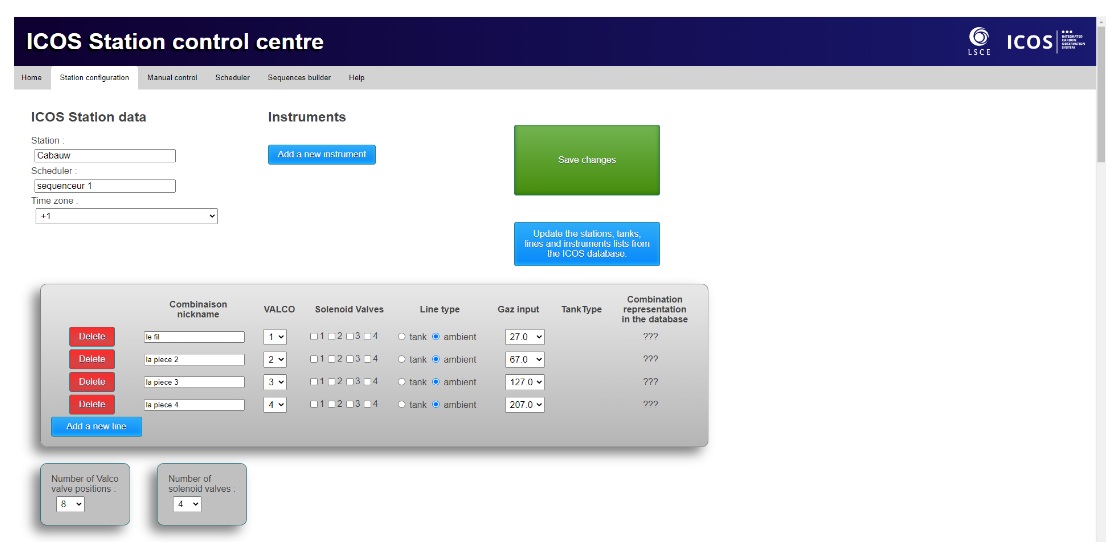 ICOS Station control centre
LSCE
ICOS
INTEGRATED
CARBON
OBSERVATION
SYSTEM
Home Station configuration Manual control Scheduler Sequences builder Help
ICOS Station data
Station :
Cabauw
Scheduler :
sequenceur 1
Time zone :
+1
Instruments
Add a new instrument
Save changes
Update the stations, tanks,
lines and instruments lists from
the ICOS database.
Combinaison
nickname
VALCO
Solenoid Valves
Line type
Gaz input
TankType
Combination
representation
in the database
Delete le fil 1 1 2 3 4 tank ambient 27.0 ???
Delete la piece 2 2 1 2 3 4 tank ambient 67.0 ???
Delete la piece 3 3 1 2 3 4 tank ambient 127.0 ???
Delete la piece 4 4 1 2 3 4 tank ambient 207.0 ???
Add a new line
Number of Valco
valve positions :
8
Number of
solenoid valves :
4